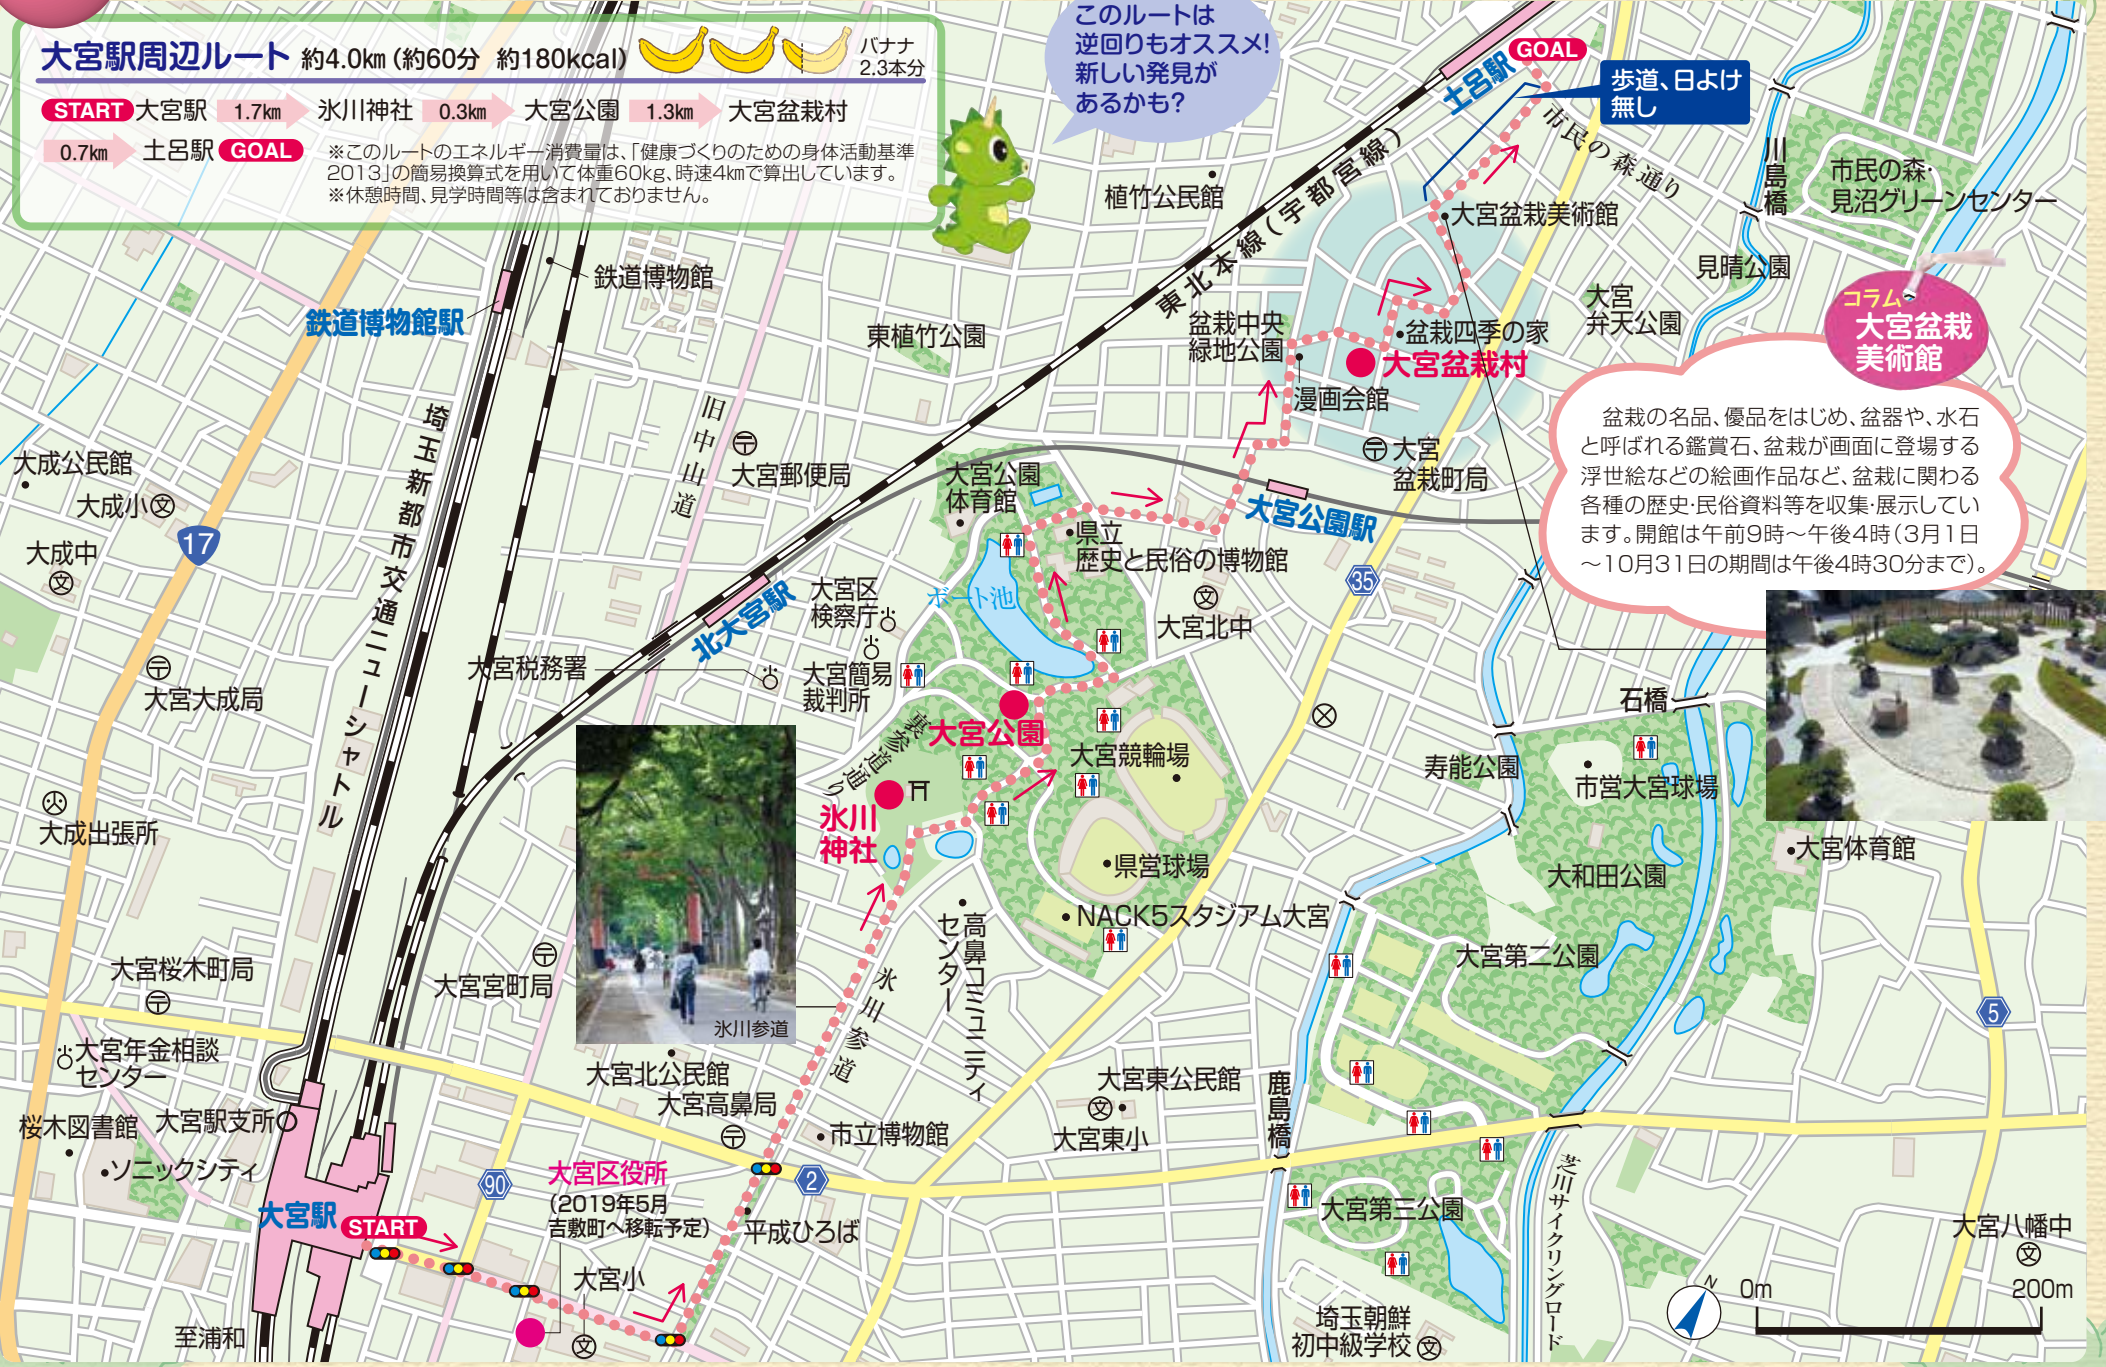 大宮駅周辺ルート 約4.0km(約60分 約180kcal)
バナナ
2.3本分
START 大宮駅 1.7km 氷川神社 0.3km 大宮公園 1.3km 大宮盆栽村
0.7km 土呂駅 GOAL
※このルートのエネルギー消費量は、「健康づくりのための身体活動基準
2013」の簡易換算式を用いて体重60kg、時速4kmで算出しています。
※休憩時間、見学時間等は含まれておりません。
このルートは
逆回りもオススメ!
新しい発見が
あるかも?
土呂駅
GOAL
歩道、日よけ
無し
市民の森通り
川島橋
市民の森・
見沼グリーンセンター
植竹公民館
東北本線(宇都宮線)
大宮盆栽美術館
見晴公園
大宮
弁天公園
鉄道博物館
鉄道博物館駅
東植竹公園
盆栽中央
緑地公園
盆栽四季の家
大宮盆栽村
漫画会館
大宮
盆栽町局
コラム
大宮盆栽
美術館
盆栽の名品、優品をはじめ、盆器や、水石
と呼ばれる鑑賞石、盆栽が画面に登場する
浮世絵などの絵画作品など、盆栽に関わる
各種の歴史・民俗資料等を収集・展示してい
ます。開館は午前9時〜午後4時(3月1日
〜10月31日の期間は午後4時30分まで)。
埼玉新都市交通ニューシャトル
旧中山道
大宮郵便局
大成公民館
大成小
文
17
大成中
文
大宮公園
体育館
大宮公園駅
県立
歴史と民俗の博物館
35
ボート池
文
大宮北中
大宮区
検察庁
北大宮駅
大宮税務署
大宮簡易
裁判所
大宮大成局
裏参道通り
大宮公園
大宮競輪場
石橋
寿能公園
市営大宮球場
氷川
神社
大成出張所
県営球場
大和田公園
大宮体育館
NACK5スタジアム大宮
高鼻コミュニティ
センター
大宮第二公園
大宮桜木町局
大宮宮町局
氷川参道
氷川参道
5
大宮年金相談
センター
大宮北公民館
大宮高鼻局
大宮東公民館
文
大宮東小
鹿島橋
桜木図書館
大宮駅支所
市立博物館
ソニックシティ
90
大宮区役所
(2019年5月
吉敷町へ移転予定)
2
平成ひろば
大宮駅
START
大宮第三公園
芝川サイクリングロード
大宮八幡中
文
大宮小
文
至浦和
埼玉朝鮮
初中級学校
文
N
0m
200m